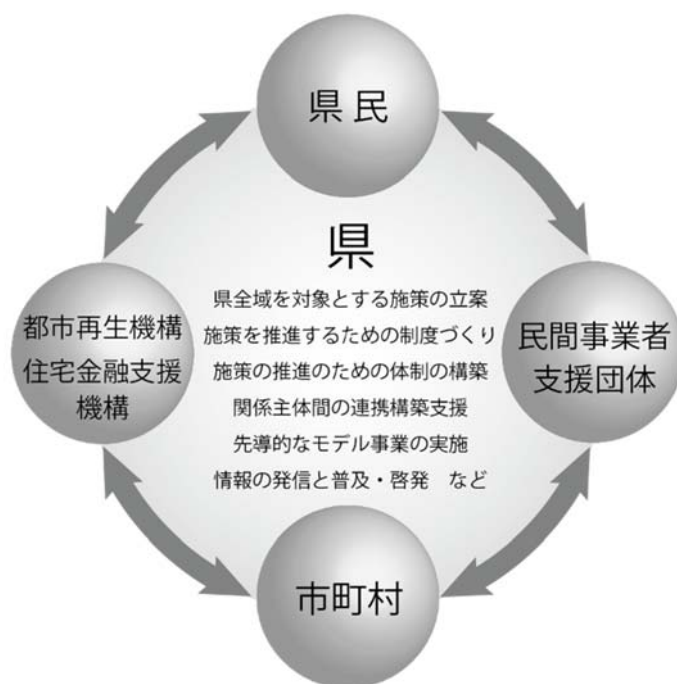 県民
県
県全域を対象とする施策の立案
施策を推進するための制度づくり
施策の推進のための体制の構築
関係主体間の連携構築支援
先導的なモデル事業の実施
情報の発信と普及・啓発　など
都市再生機構
住宅金融支援
機構
民間事業者
支援団体
市町村